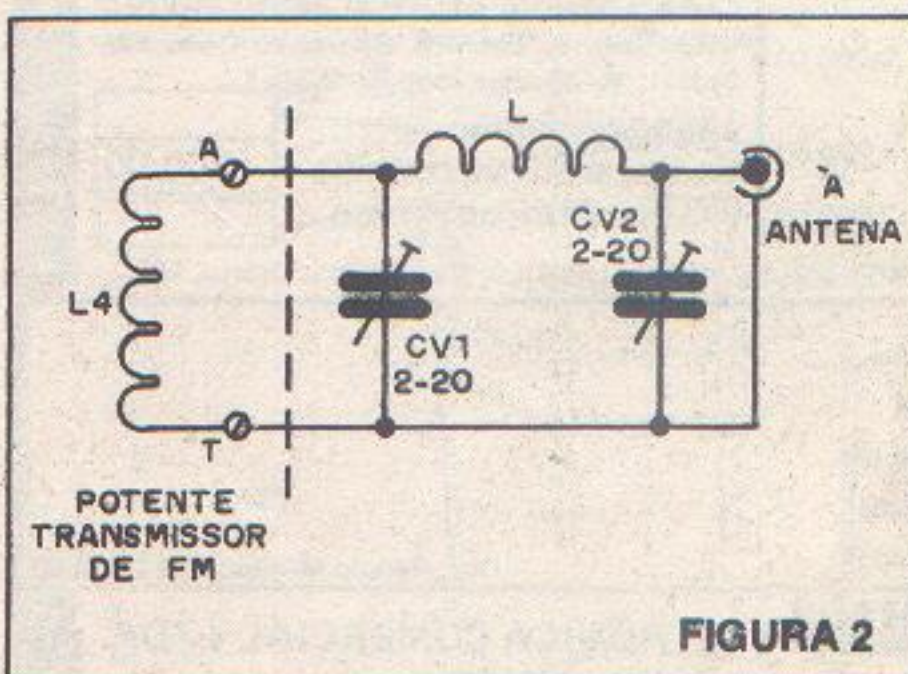 L
A
L4
CV1
2-20
CV2
2-20
`A
ANTENA
T
POTENTE
TRANSMISSOR
DE FM
FIGURA 2